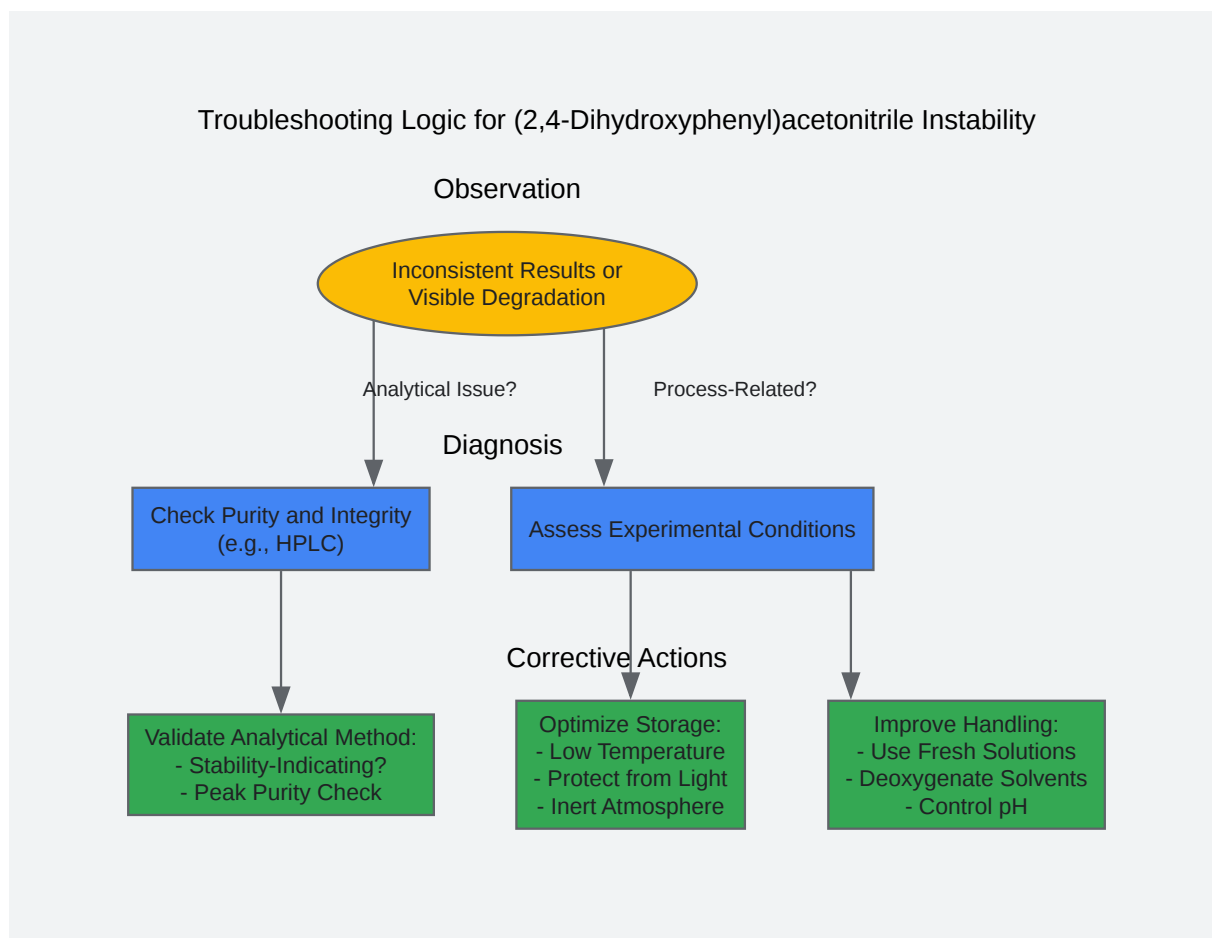 Troubleshooting Logic for (2,4-Dihydroxyphenyl)acetonitrile Instability
Observation
Inconsistent Results or
Visible Degradation
Analytical Issue?
Process-Related?
Diagnosis
Check Purity and Integrity
(e.g., HPLC)
Assess Experimental Conditions
Corrective Actions
Validate Analytical Method:
- Stability-Indicating?
- Peak Purity Check
Optimize Storage:
- Low Temperature
- Protect from Light
- Inert Atmosphere
Improve Handling:
- Use Fresh Solutions
- Deoxygenate Solvents
- Control pH